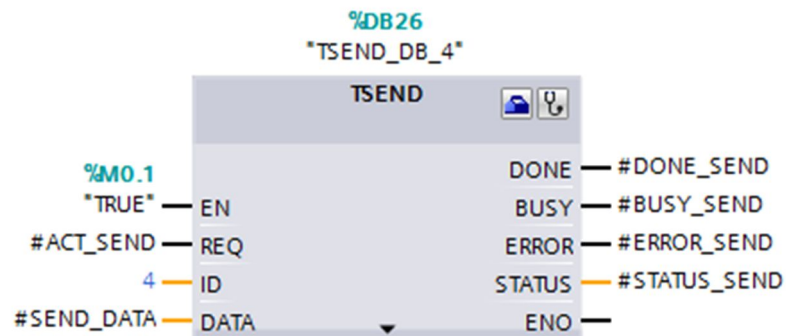 %DB26
"TSEND_DB_4"
TSEND
DONE #DONE_SEND
%M0.1
"TRUE" EN BUSY #BUSY_SEND
#ACT_SEND REQ ERROR #ERROR_SEND
4 ID STATUS #STATUS_SEND
#SEND_DATA DATA ENO